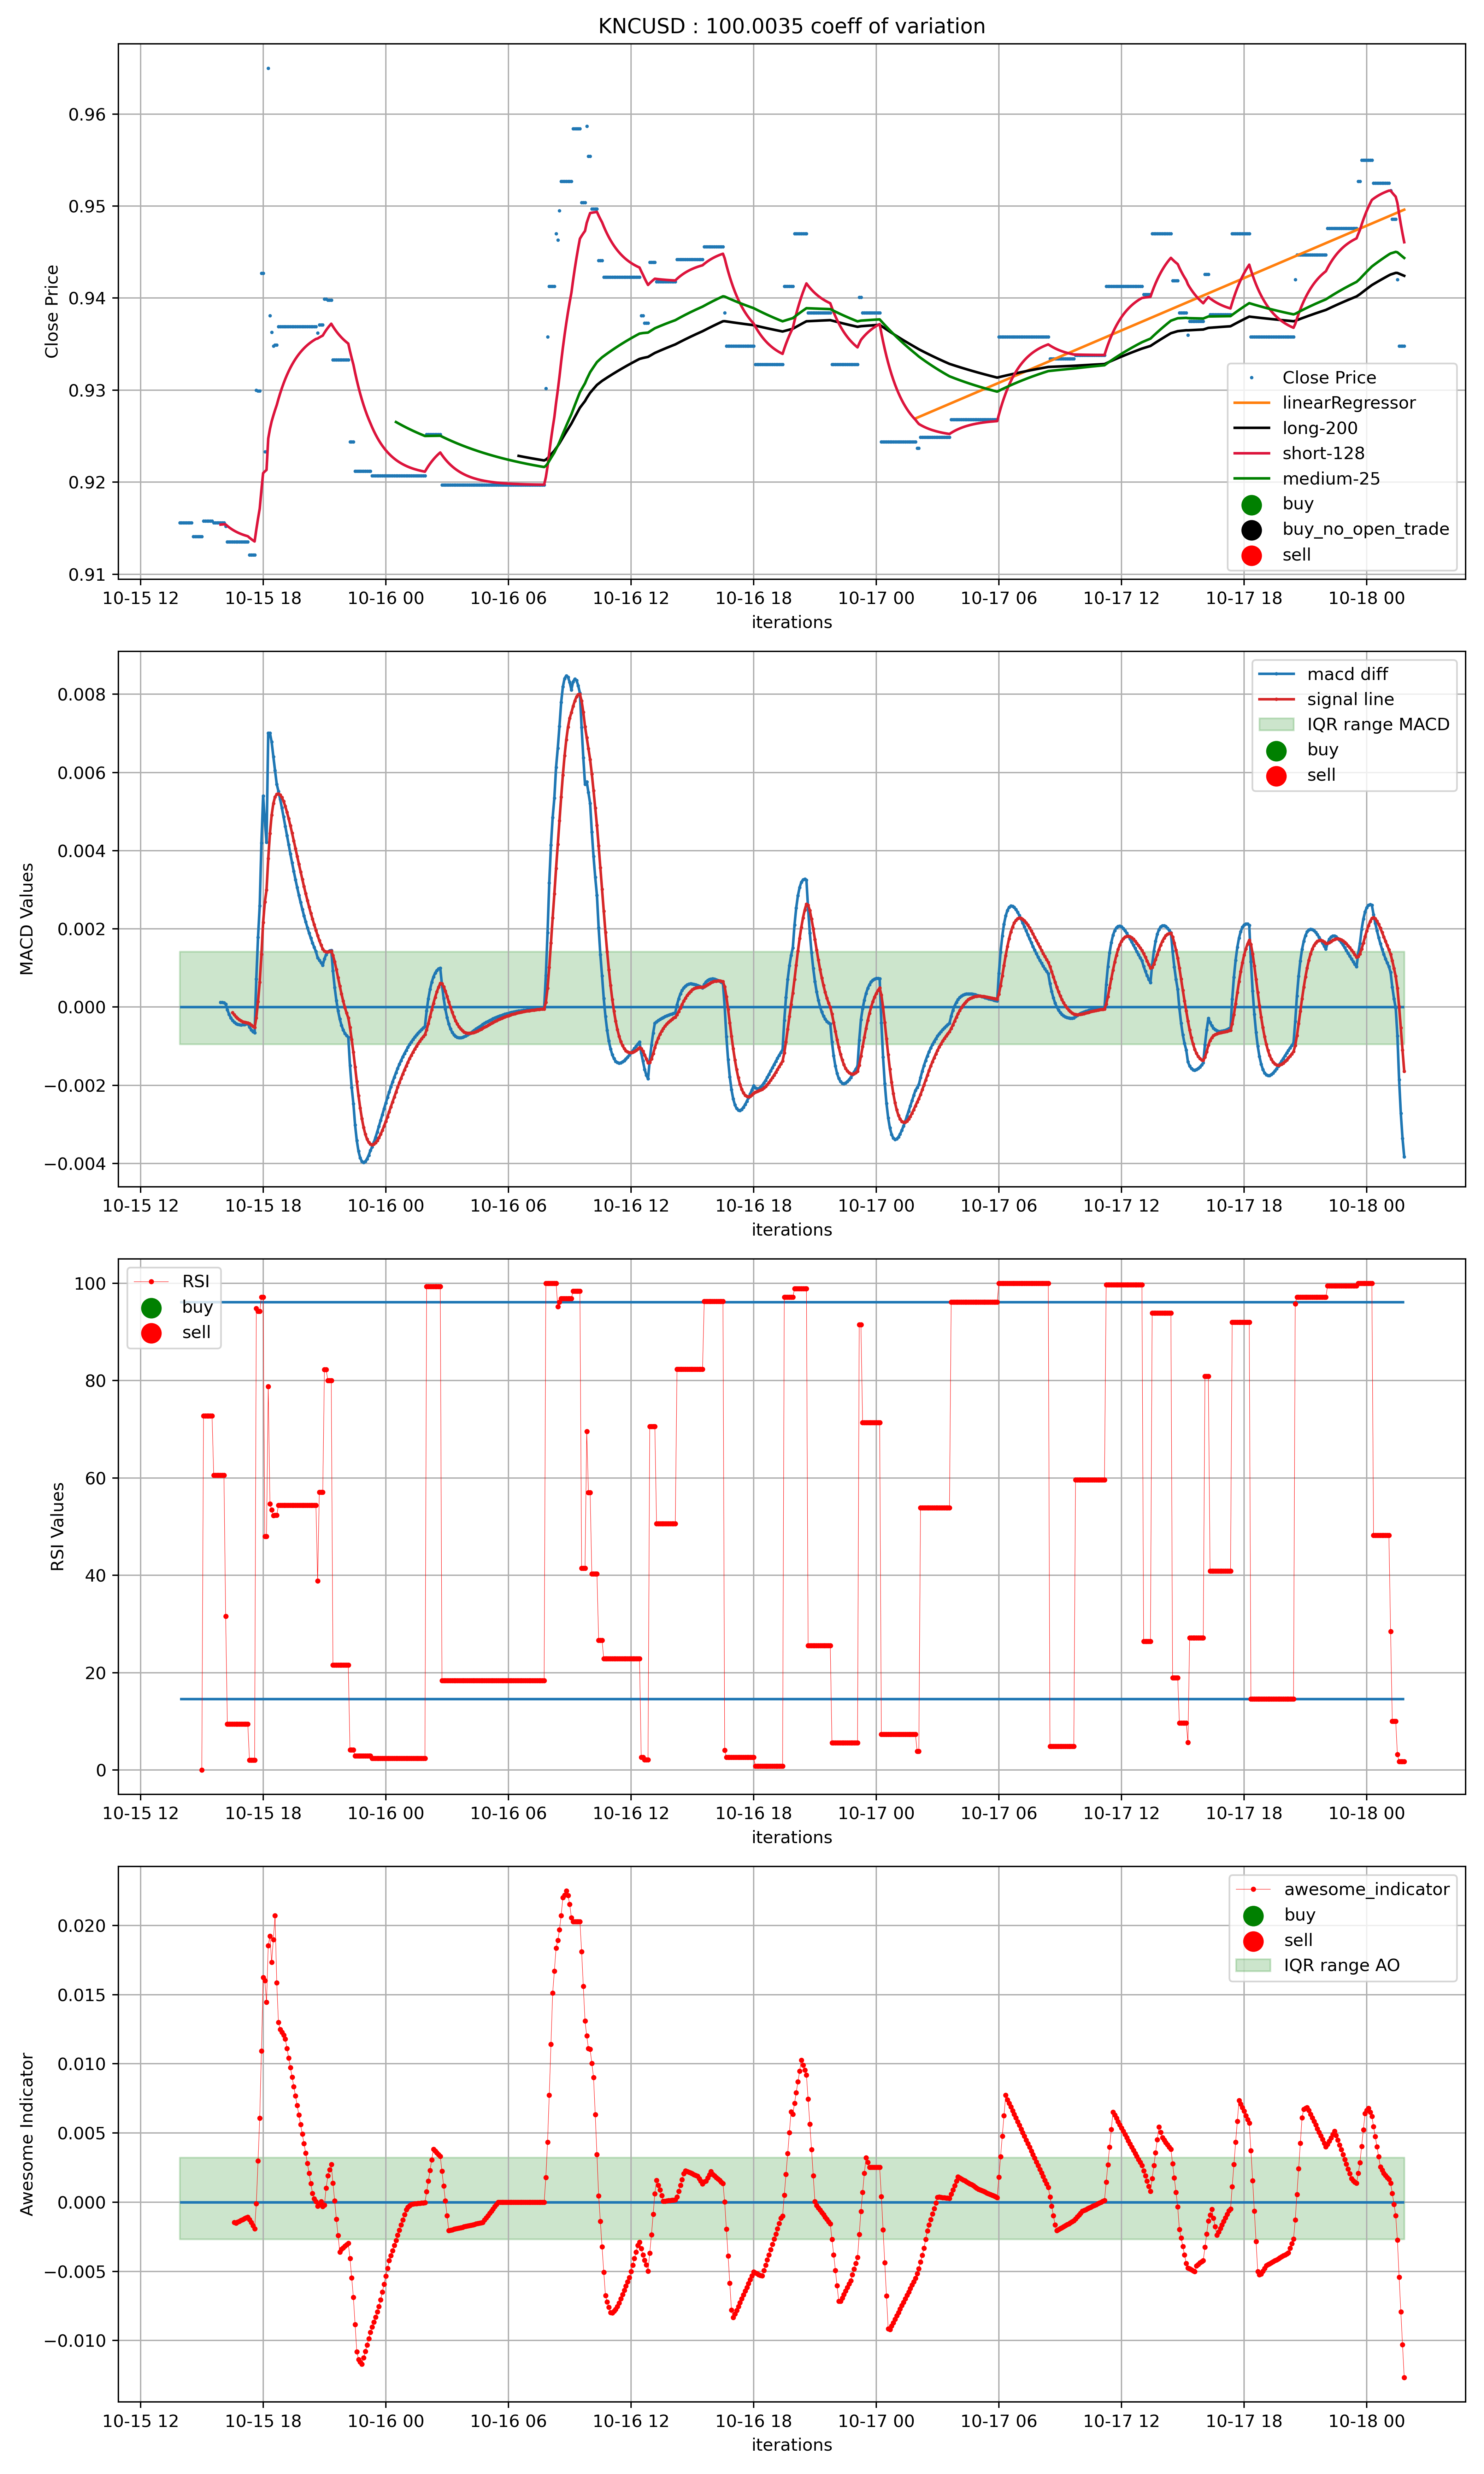 KNCUSD : 100.0035 coeff of variation
Close Price
0.96
0.95
0.94
0.93
0.92
0.91
Close Price
linearRegressor
long-200
short-128
medium-25
buy
buy_no_open_trade
sell
10-15 12 10-15 18 10-16 00 10-16 06 10-16 12 10-16 18 10-17 00 10-17 06 10-17 12 10-17 18 10-18 00
iterations
MACD Values
0.008
0.006
0.004
0.002
0.000
−0.002
−0.004
macd diff
signal line
IQR range MACD
buy
sell
10-15 12 10-15 18 10-16 00 10-16 06 10-16 12 10-16 18 10-17 00 10-17 06 10-17 12 10-17 18 10-18 00
iterations
RSI Values
100
80
60
40
20
0
RSI
buy
sell
10-15 12 10-15 18 10-16 00 10-16 06 10-16 12 10-16 18 10-17 00 10-17 06 10-17 12 10-17 18 10-18 00
iterations
Awesome Indicator
0.020
0.015
0.010
0.005
0.000
−0.005
−0.010
awesome_indicator
buy
sell
IQR range AO
10-15 12 10-15 18 10-16 00 10-16 06 10-16 12 10-16 18 10-17 00 10-17 06 10-17 12 10-17 18 10-18 00
iterations